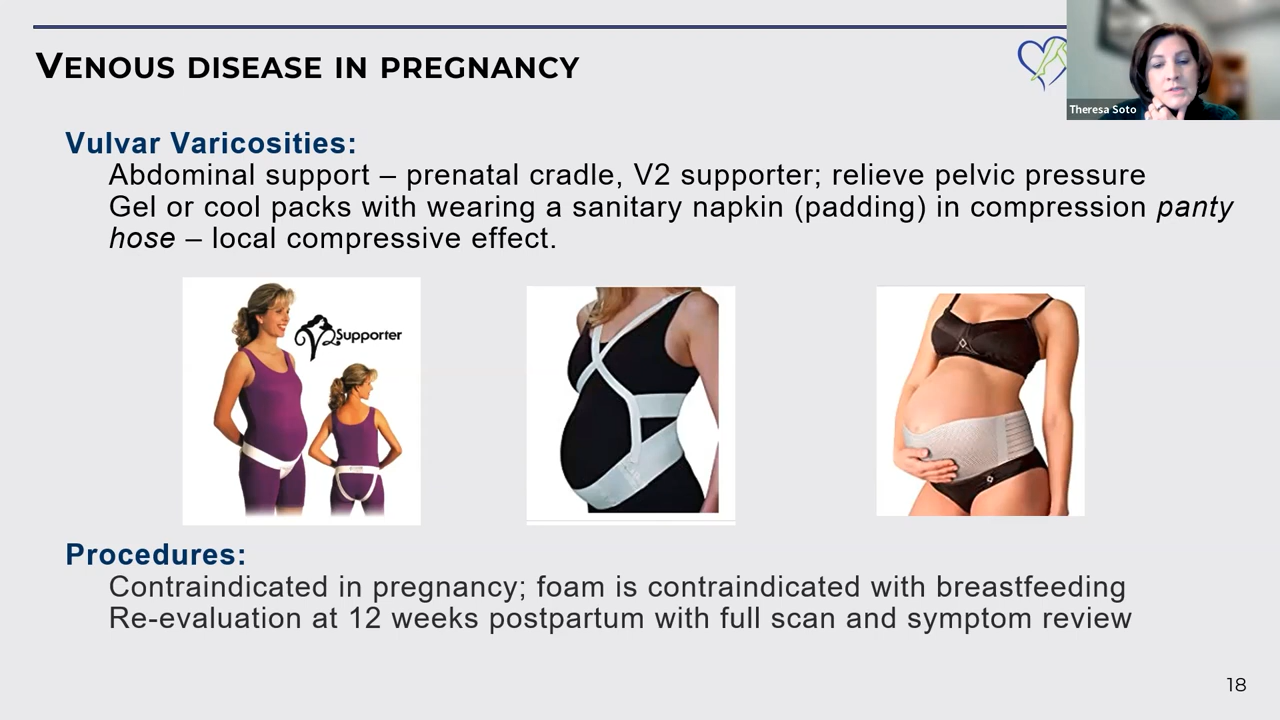 VENOUS DISEASE IN PREGNANCY
Theresa Soto
Vulvar Varicosities:
Abdominal support – prenatal cradle, V2 supporter; relieve pelvic pressure
Gel or cool packs with wearing a sanitary napkin (padding) in compression panty
hose – local compressive effect.
V2 Supporter
Procedures:
Contraindicated in pregnancy; foam is contraindicated with breastfeeding
Re-evaluation at 12 weeks postpartum with full scan and symptom review
18